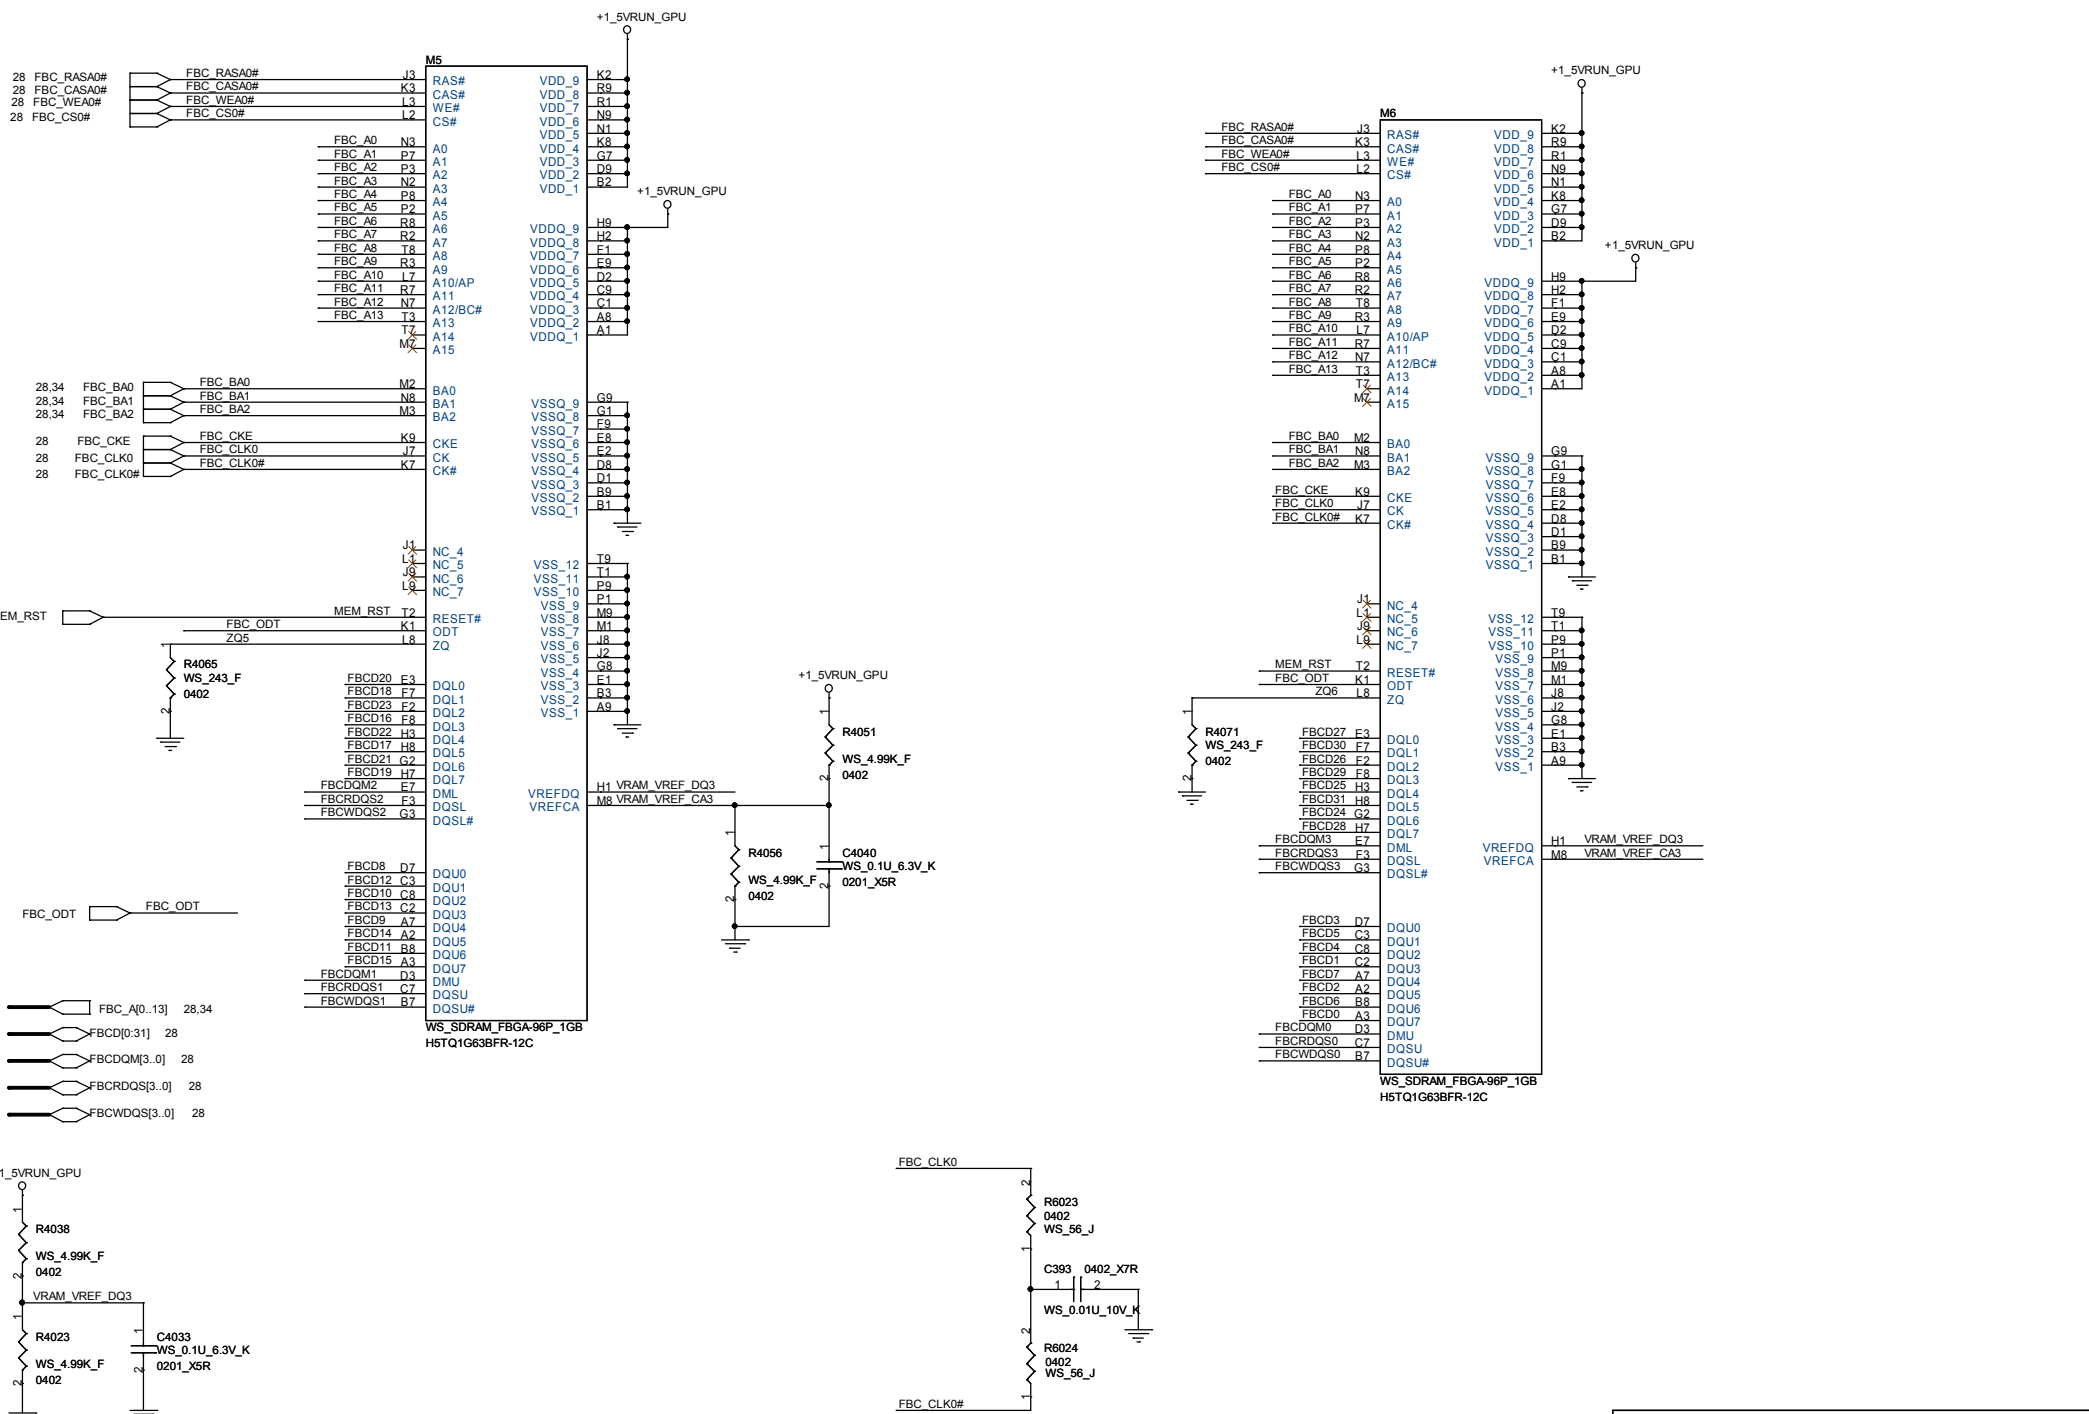 +1_5VRUN_GPU
M5
28 FBC_RASA0# FBC_RASA0# J3 RAS# VDD_9 K2
28 FBC_CASA0# FBC_CASA0# K3 CAS# VDD_8 R9
28 FBC_WEA0# FBC_WEA0# L3 WE# VDD_7 R1
28 FBC_CS0# FBC_CS0# L2 CS# VDD_6 N9
VDD_5 N1
FBC_A0 N3 A0 VDD_4 K8
FBC_A1 P7 A1 VDD_3 G7
FBC_A2 P3 A2 VDD_2 D9
FBC_A3 N2 A3 VDD_1 B2
+1_5VRUN_GPU
FBC_A4 P8 A4
FBC_A5 P2 A5
FBC_A6 R8 A6 VDDQ_9 H9
FBC_A7 R2 A7 VDDQ_8 H2
FBC_A8 T8 A8 VDDQ_7 F1
FBC_A9 R3 A9 VDDQ_6 E9
FBC_A10 L7 A10/AP VDDQ_5 D2
FBC_A11 R7 A11 VDDQ_4 C9
FBC_A12 N7 A12/BC# VDDQ_3 C1
FBC_A13 T3 A13 VDDQ_2 A8
T7 A14 VDDQ_1 A1
M7 A15
28,34 FBC_BA0 FBC_BA0 M2 BA0
28,34 FBC_BA1 FBC_BA1 N8 BA1 VSSQ_9 G9
28,34 FBC_BA2 FBC_BA2 M3 BA2 VSSQ_8 G1
VSSQ_7 F9
28 FBC_CKE FBC_CKE K9 CKE VSSQ_6 E8
28 FBC_CLK0 FBC_CLK0 J7 CK VSSQ_5 E2
28 FBC_CLK0# FBC_CLK0# K7 CK# VSSQ_4 D8
VSSQ_3 D1
VSSQ_2 B9
VSSQ_1 B1
J1 NC_4
L1 NC_5 VSS_12 T9
J9 NC_6 VSS_11 T1
L9 NC_7 VSS_10 P9
VSS_9 P1
EM_RST MEM_RST T2 RESET# VSS_8 M9
FBC_ODT K1 ODT VSS_7 M1
ZQ5 L8 ZQ VSS_6 J8
VSS_5 J2
VSS_4 G8
R4065
WS_243_F
0402
1
2
FBCD20 E3 DQL0 VSS_3 E1
FBCD18 F7 DQL1 VSS_2 B3
FBCD23 F2 DQL2 VSS_1 A9
FBCD16 F8 DQL3
FBCD22 H3 DQL4
FBCD17 H8 DQL5
FBCD21 G2 DQL6
FBCD19 H7 DQL7
FBCDQM2 E7 DML VREFDQ H1 VRAM_VREF_DQ3
FBCRDQS2 F3 DQSL VREFCA M8 VRAM_VREF_CA3
FBCWDQS2 G3 DQSL#
+1_5VRUN_GPU
1
R4051
WS_4.99K_F
2 0402
1
R4056
WS_4.99K_F
2 0402
1
C4040
WS_0.1U_6.3V_K
2 0201_X5R
FBCD8 D7 DQU0
FBCD12 C3 DQU1
FBCD10 C8 DQU2
FBCD13 C2 DQU3
FBCD9 A7 DQU4
FBCD14 A2 DQU5
FBCD11 B8 DQU6
FBCD15 A3 DQU7
FBCDQM1 D3 DMU
FBCRDQS1 C7 DQSU
FBCWDQS1 B7 DQSU#
WS_SDRAM_FBGA-96P_1GB
H5TQ1G63BFR-12C
FBC_ODT FBC_ODT
FBC_A[0..13] 28,34
FBCD[0:31] 28
FBCDQM[3..0] 28
FBCRDQS[3..0] 28
FBCWDQS[3..0] 28
+1_5VRUN_GPU
M6
FBC_RASA0# J3 RAS# VDD_9 K2
FBC_CASA0# K3 CAS# VDD_8 R9
FBC_WEA0# L3 WE# VDD_7 R1
FBC_CS0# L2 CS# VDD_6 N9
VDD_5 N1
FBC_A0 N3 A0 VDD_4 K8
FBC_A1 P7 A1 VDD_3 G7
FBC_A2 P3 A2 VDD_2 D9
FBC_A3 N2 A3 VDD_1 B2
+1_5VRUN_GPU
FBC_A4 P8 A4
FBC_A5 P2 A5
FBC_A6 R8 A6 VDDQ_9 H9
FBC_A7 R2 A7 VDDQ_8 H2
FBC_A8 T8 A8 VDDQ_7 F1
FBC_A9 R3 A9 VDDQ_6 E9
FBC_A10 L7 A10/AP VDDQ_5 D2
FBC_A11 R7 A11 VDDQ_4 C9
FBC_A12 N7 A12/BC# VDDQ_3 C1
FBC_A13 T3 A13 VDDQ_2 A8
T7 A14 VDDQ_1 A1
M7 A15
FBC_BA0 M2 BA0
FBC_BA1 N8 BA1 VSSQ_9 G9
FBC_BA2 M3 BA2 VSSQ_8 G1
VSSQ_7 F9
FBC_CKE K9 CKE VSSQ_6 E8
FBC_CLK0 J7 CK VSSQ_5 E2
FBC_CLK0# K7 CK# VSSQ_4 D8
VSSQ_3 D1
VSSQ_2 B9
VSSQ_1 B1
J1 NC_4
L1 NC_5 VSS_12 T9
J9 NC_6 VSS_11 T1
L9 NC_7 VSS_10 P9
VSS_9 P1
MEM_RST T2 RESET# VSS_8 M9
FBC_ODT K1 ODT VSS_7 M1
ZQ6 L8 ZQ VSS_6 J8
VSS_5 J2
VSS_4 G8
1
R4071
WS_243_F
0402
2
FBCD27 E3 DQL0 VSS_3 E1
FBCD30 F7 DQL1 VSS_2 B3
FBCD26 F2 DQL2 VSS_1 A9
FBCD29 F8 DQL3
FBCD25 H3 DQL4
FBCD31 H8 DQL5
FBCD24 G2 DQL6
FBCD28 H7 DQL7
FBCDQM3 E7 DML VREFDQ H1 VRAM_VREF_DQ3
FBCRDQS3 F3 DQSL VREFCA M8 VRAM_VREF_CA3
FBCWDQS3 G3 DQSL#
FBCD3 D7 DQU0
FBCD5 C3 DQU1
FBCD4 C8 DQU2
FBCD1 C2 DQU3
FBCD7 A7 DQU4
FBCD2 A2 DQU5
FBCD6 B8 DQU6
FBCD0 A3 DQU7
FBCDQM0 D3 DMU
FBCRDQS0 C7 DQSU
FBCWDQS0 B7 DQSU#
WS_SDRAM_FBGA-96P_1GB
H5TQ1G63BFR-12C
1_5VRUN_GPU
1
R4038
WS_4.99K_F
2 0402
VRAM_VREF_DQ3
1
R4023
WS_4.99K_F
2 0402
1
C4033
WS_0.1U_6.3V_K
2 0201_X5R
FBC_CLK0
2
R6023
0402
WS_56_J
1
C393 0402_X7R
1 2
WS_0.01U_10V_K
2
R6024
0402
WS_56_J
1
FBC_CLK0#